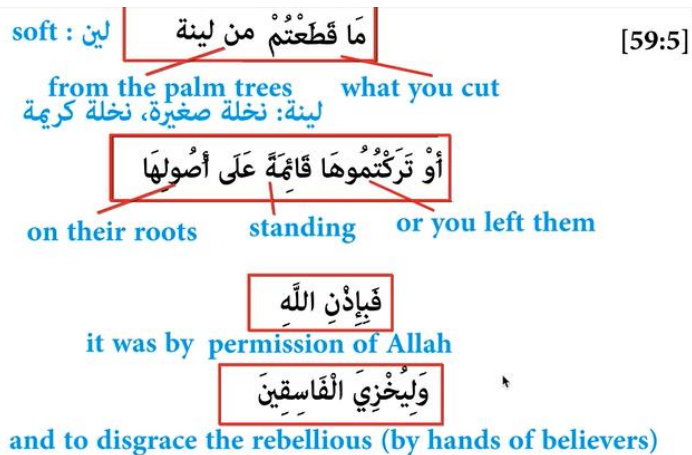 مَا قَطَعْتُمْ من لينة لين : soft [59:5]
from the palm trees what you cut
لينة: نخلة صغيرة، نخلة كريمة
أوْ تَرَكْتُمُوهَا قَائِمَةً عَلَى أُصُولِهَا
on their roots standing or you left them
فَبِإِذْنِ اللَّهِ
it was by permission of Allah
وَلِيُخْزِيَ الْفَاسِقِينَ
and to disgrace the rebellious (by hands of believers)